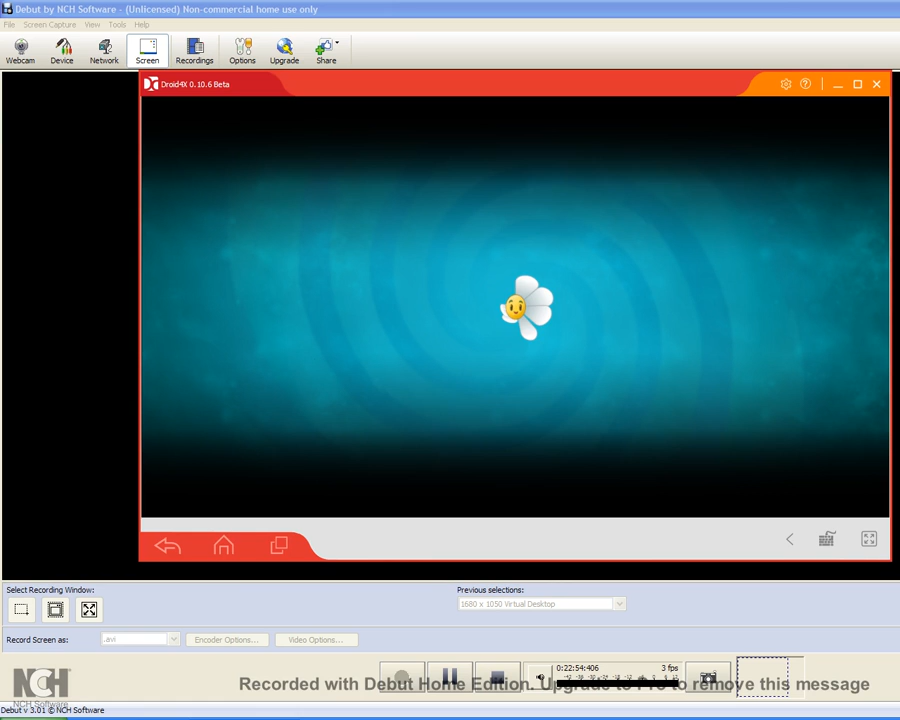 Debut by NCH Software - (Unlicensed) Non-commercial home use only
File Screen Capture View Tools Help
Webcam Device Network Screen Recordings Options Upgrade Share
Droid4X 0.10.6 Beta
Select Recording Window:
Previous selections:
1680 x 1050 Virtual Desktop
Record Screen as: .avi Encoder Options... Video Options...
0:22:54:406 3 fps
NCH
NCH Software
Recorded with Debut Home Edition. Upgrade to Pro to remove this message
Debut v 3.01 © NCH Software